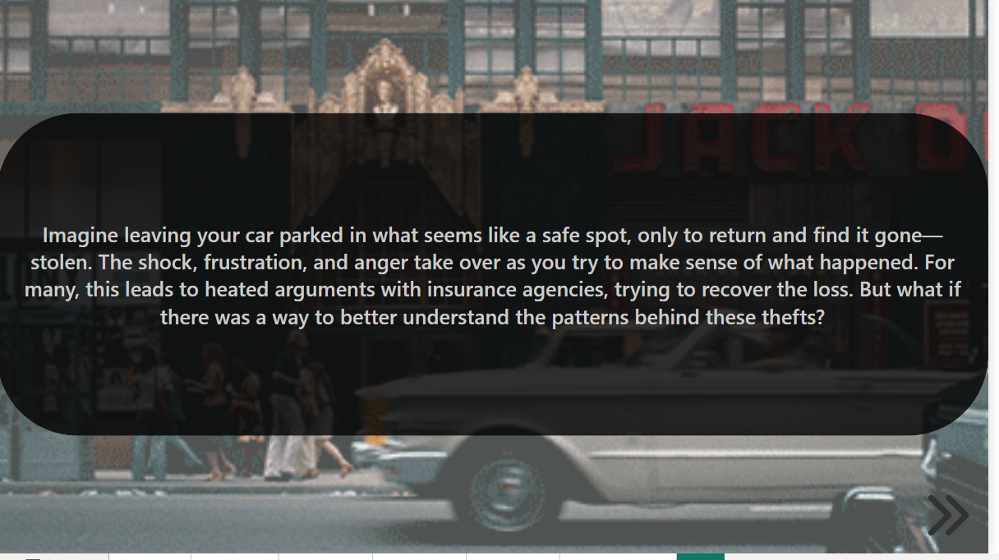 JACK
Imagine leaving your car parked in what seems like a safe spot, only to return and find it gone—
stolen. The shock, frustration, and anger take over as you try to make sense of what happened. For
many, this leads to heated arguments with insurance agencies, trying to recover the loss. But what if
there was a way to better understand the patterns behind these thefts?